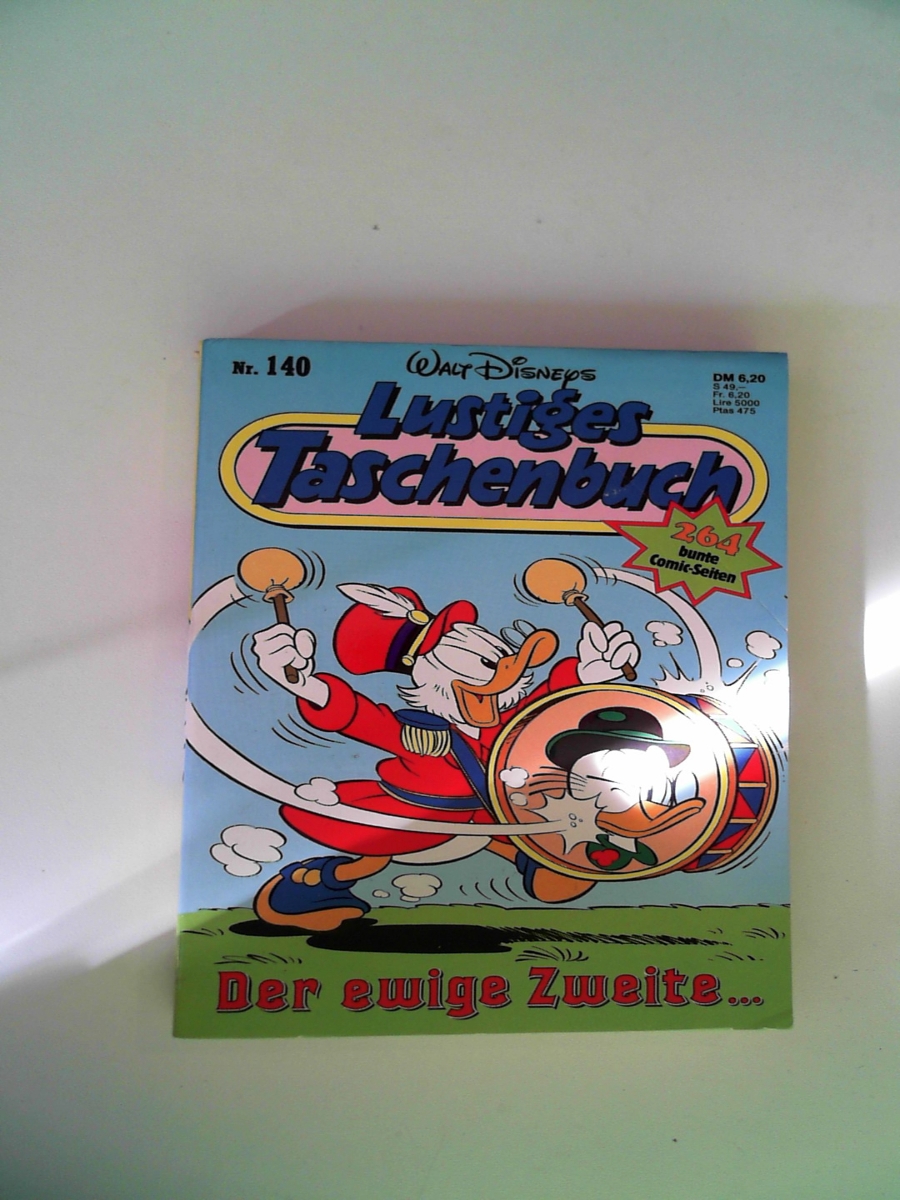 Nr. 140
WALT DISNEYS
DM 6,20
S 49,–
Fr. 6,20
Lire 5000
Ptas 475
Lustiges
Taschenbuch
264
bunte
Comic-Seiten
Der ewige Zweite...